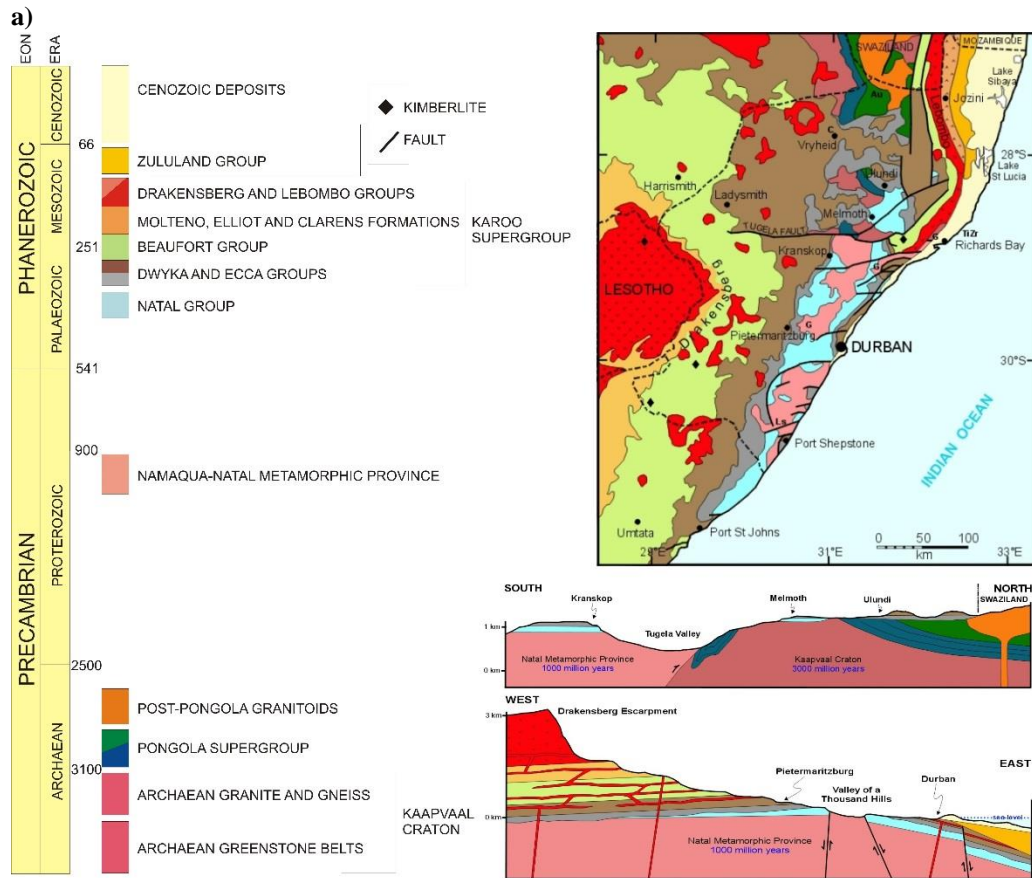 a)
EON
ERA
PHANEROZOIC
PRECAMBRIAN
CENOZOIC
MESOZOIC
PALAEOZOIC
PROTEROZOIC
ARCHAEAN
66
251
541
900
2500
3100
CENOZOIC DEPOSITS
ZULULAND GROUP
DRAKENSBERG AND LEBOMBO GROUPS
MOLTENO, ELLIOT AND CLARENS FORMATIONS
BEAUFORT GROUP
DWYKA AND ECCA GROUPS
NATAL GROUP
NAMAQUA-NATAL METAMORPHIC PROVINCE
POST-PONGOLA GRANITOIDS
PONGOLA SUPERGROUP
ARCHAEAN GRANITE AND GNEISS
ARCHAEAN GREENSTONE BELTS
KIMBERLITE
FAULT
KAROO
SUPERGROUP
KAAPVAAL
CRATON
SWAZILAND
MOZAMBIQUE
Lake
Sibaya
Au
Jozini
Lebombo
C
Vryheid
28°S
Lake
St Lucia
Harrismith
Ulundi
Ladysmith
Melmoth
TUGELA FAULT
TiZr
Richards Bay
Kranskop
G
G
LESOTHO
Drakensberg
G
Pietermaritzburg
DURBAN
30°S
Ls
Port Shepstone
INDIAN OCEAN
Umtata
Port St Johns
0 50 100
km
29°E
31°E
33°E
SOUTH
NORTH
Kranskop
Melmoth
Ulundi
SWAZILAND
1 km
Tugela Valley
0 km
Natal Metamorphic Province
1000 million years
Kaapvaal Craton
3000 million years
WEST
EAST
3 km
Drakensberg Escarpment
Pietermaritzburg
Valley of a
Thousand Hills
Durban
0 km
sea level
Natal Metamorphic Province
1000 million years